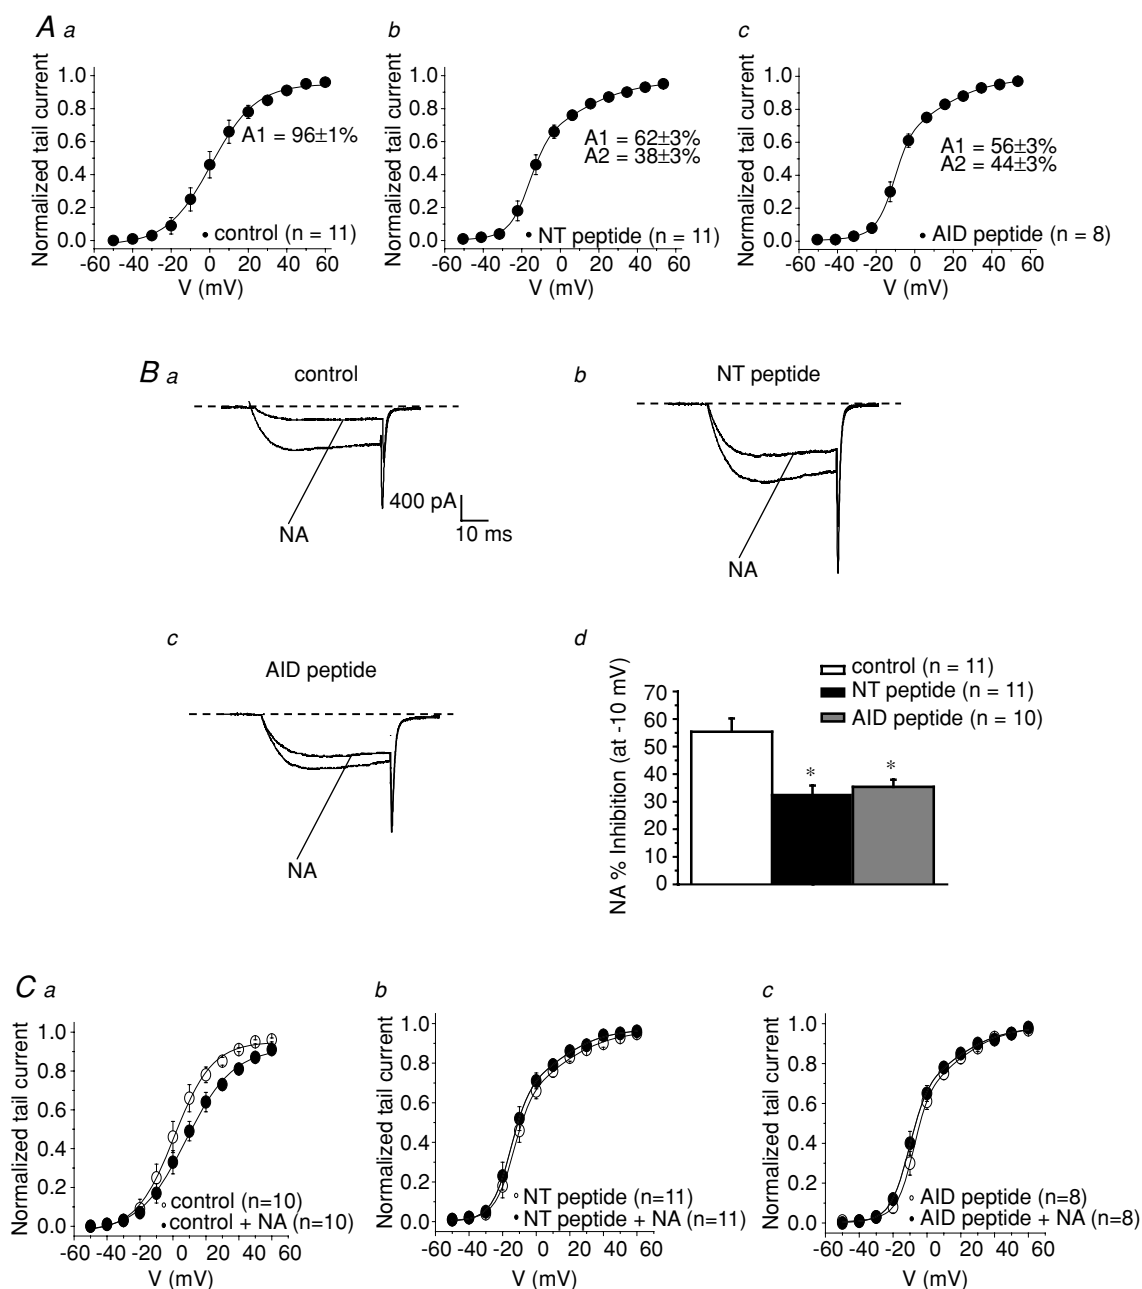 A a
b
c
Normalized tail current
1.0
0.8
0.6
0.4
0.2
0.0
A1 = 96±1%
control (n = 11)
-60 -40 -20 0 20 40 60
V (mV)
Normalized tail current
1.0
0.8
0.6
0.4
0.2
0.0
A1 = 62±3%
A2 = 38±3%
NT peptide (n = 11)
-60 -40 -20 0 20 40 60
V (mV)
Normalized tail current
1.0
0.8
0.6
0.4
0.2
0.0
A1 = 56±3%
A2 = 44±3%
AID peptide (n = 8)
-60 -40 -20 0 20 40 60
V (mV)
B a
control
NA
400 pA
10 ms
b
NT peptide
NA
c
AID peptide
NA
d
NA % Inhibition (at -10 mV)
70
60
50
40
30
20
10
0
control (n = 11)
NT peptide (n = 11)
AID peptide (n = 10)
*
*
C a
b
c
Normalized tail current
1.0
0.8
0.6
0.4
0.2
0.0
control (n=10)
control + NA (n=10)
-60 -40 -20 0 20 40 60
V (mV)
Normalized tail current
1.0
0.8
0.6
0.4
0.2
0.0
NT peptide (n=11)
NT peptide + NA (n=11)
-60 -40 -20 0 20 40 60
V (mV)
Normalized tail current
1.0
0.8
0.6
0.4
0.2
0.0
AID peptide (n=8)
AID peptide + NA (n=8)
-60 -40 -20 0 20 40 60
V (mV)